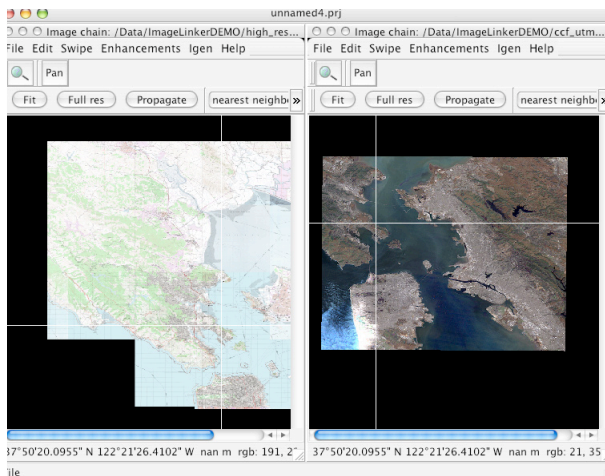 unnamed4.prj
Image chain: /Data/ImageLinkerDEMO/high_res...
File Edit Swipe Enhancements Igen Help
Pan
Fit Full res Propagate nearest neighb »
37°50'20.0955" N 122°21'26.4102" W nan m rgb: 191, 2
Image chain: /Data/ImageLinkerDEMO/ccf_utm...
File Edit Swipe Enhancements Igen Help
Pan
Fit Full res Propagate nearest neighb »
37°50'20.0955" N 122°21'26.4102" W nan m rgb: 21, 35
File